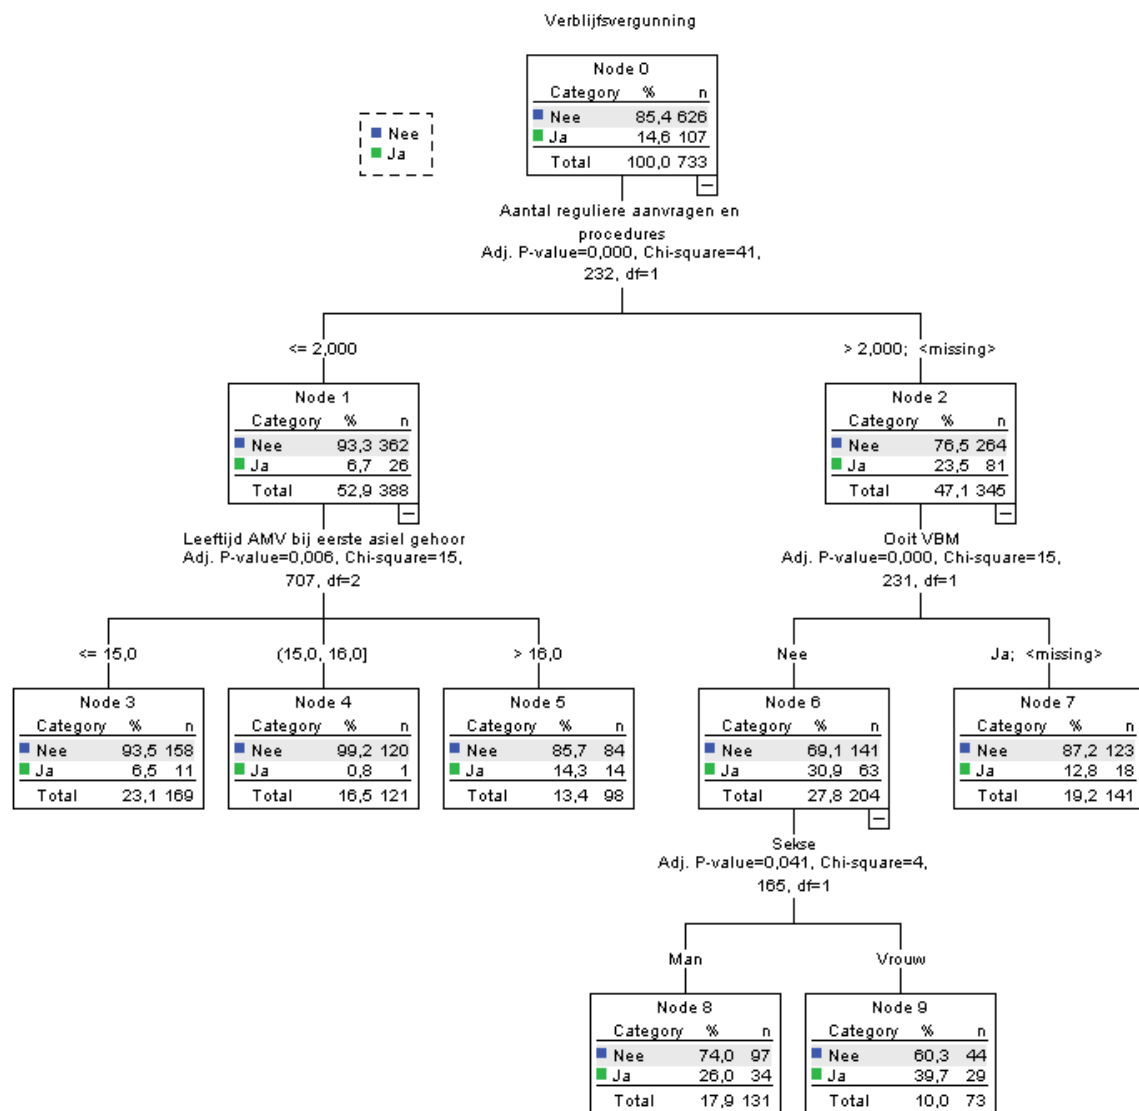 Verblijfsvergunning
Node 0
Category % n
Nee 85,4 626
Ja 14,6 107
Total 100,0 733
Nee
Ja
Aantal reguliere aanvragen en
procedures
Adj. P-value=0,000, Chi-square=41,
232, df=1
<= 2,000
> 2,000; <missing>
Node 1
Category % n
Nee 93,3 362
Ja 6,7 26
Total 52,9 388
Node 2
Category % n
Nee 76,5 264
Ja 23,5 81
Total 47,1 345
Leeftijd AMV bij eerste asiel gehoor
Adj. P-value=0,006, Chi-square=15,
707, df=2
Ooit VBM
Adj. P-value=0,000, Chi-square=15,
231, df=1
<= 15,0
(15,0, 16,0]
> 16,0
Nee
Ja; <missing>
Node 3
Category % n
Nee 93,5 158
Ja 6,5 11
Total 23,1 169
Node 4
Category % n
Nee 99,2 120
Ja 0,8 1
Total 16,5 121
Node 5
Category % n
Nee 85,7 84
Ja 14,3 14
Total 13,4 98
Node 6
Category % n
Nee 69,1 141
Ja 30,9 63
Total 27,8 204
Node 7
Category % n
Nee 87,2 123
Ja 12,8 18
Total 19,2 141
Sekse
Adj. P-value=0,041, Chi-square=4,
165, df=1
Man
Vrouw
Node 8
Category % n
Nee 74,0 97
Ja 26,0 34
Total 17,9 131
Node 9
Category % n
Nee 60,3 44
Ja 39,7 29
Total 10,0 73